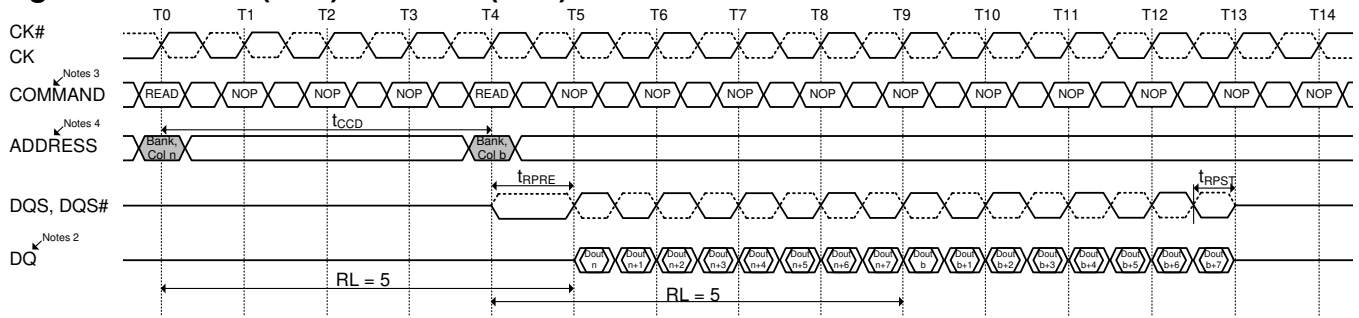 T0 T1 T2 T3 T4 T5 T6 T7 T8 T9 T10 T11 T12 T13 T14
CK#
CK
Notes 3
COMMAND READ NOP NOP NOP READ NOP NOP NOP NOP NOP NOP NOP NOP NOP NOP
Notes 4
tCCD
ADDRESS Bank, Col n Bank, Col b
tRPRE tRPST
DQS, DQS#
Notes 2
DQ Dout n Dout n+1 Dout n+2 Dout n+3 Dout n+4 Dout n+5 Dout n+6 Dout n+7 Dout b Dout b+1 Dout b+2 Dout b+3 Dout b+4 Dout b+5 Dout b+6 Dout b+7
RL = 5
RL = 5